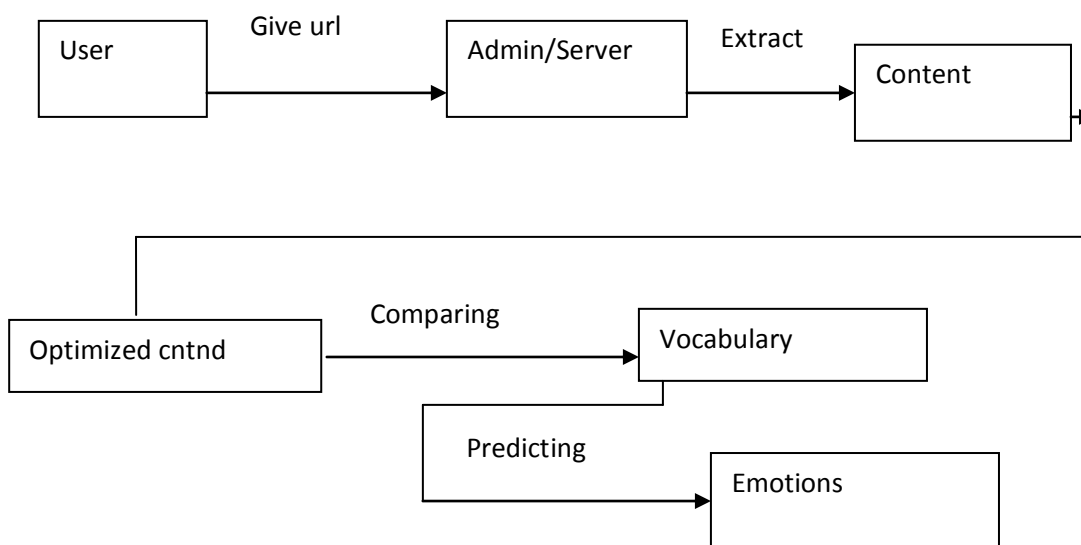 User
Give url
Admin/Server
Extract
Content
Optimized cntnd
Comparing
Vocabulary
Predicting
Emotions